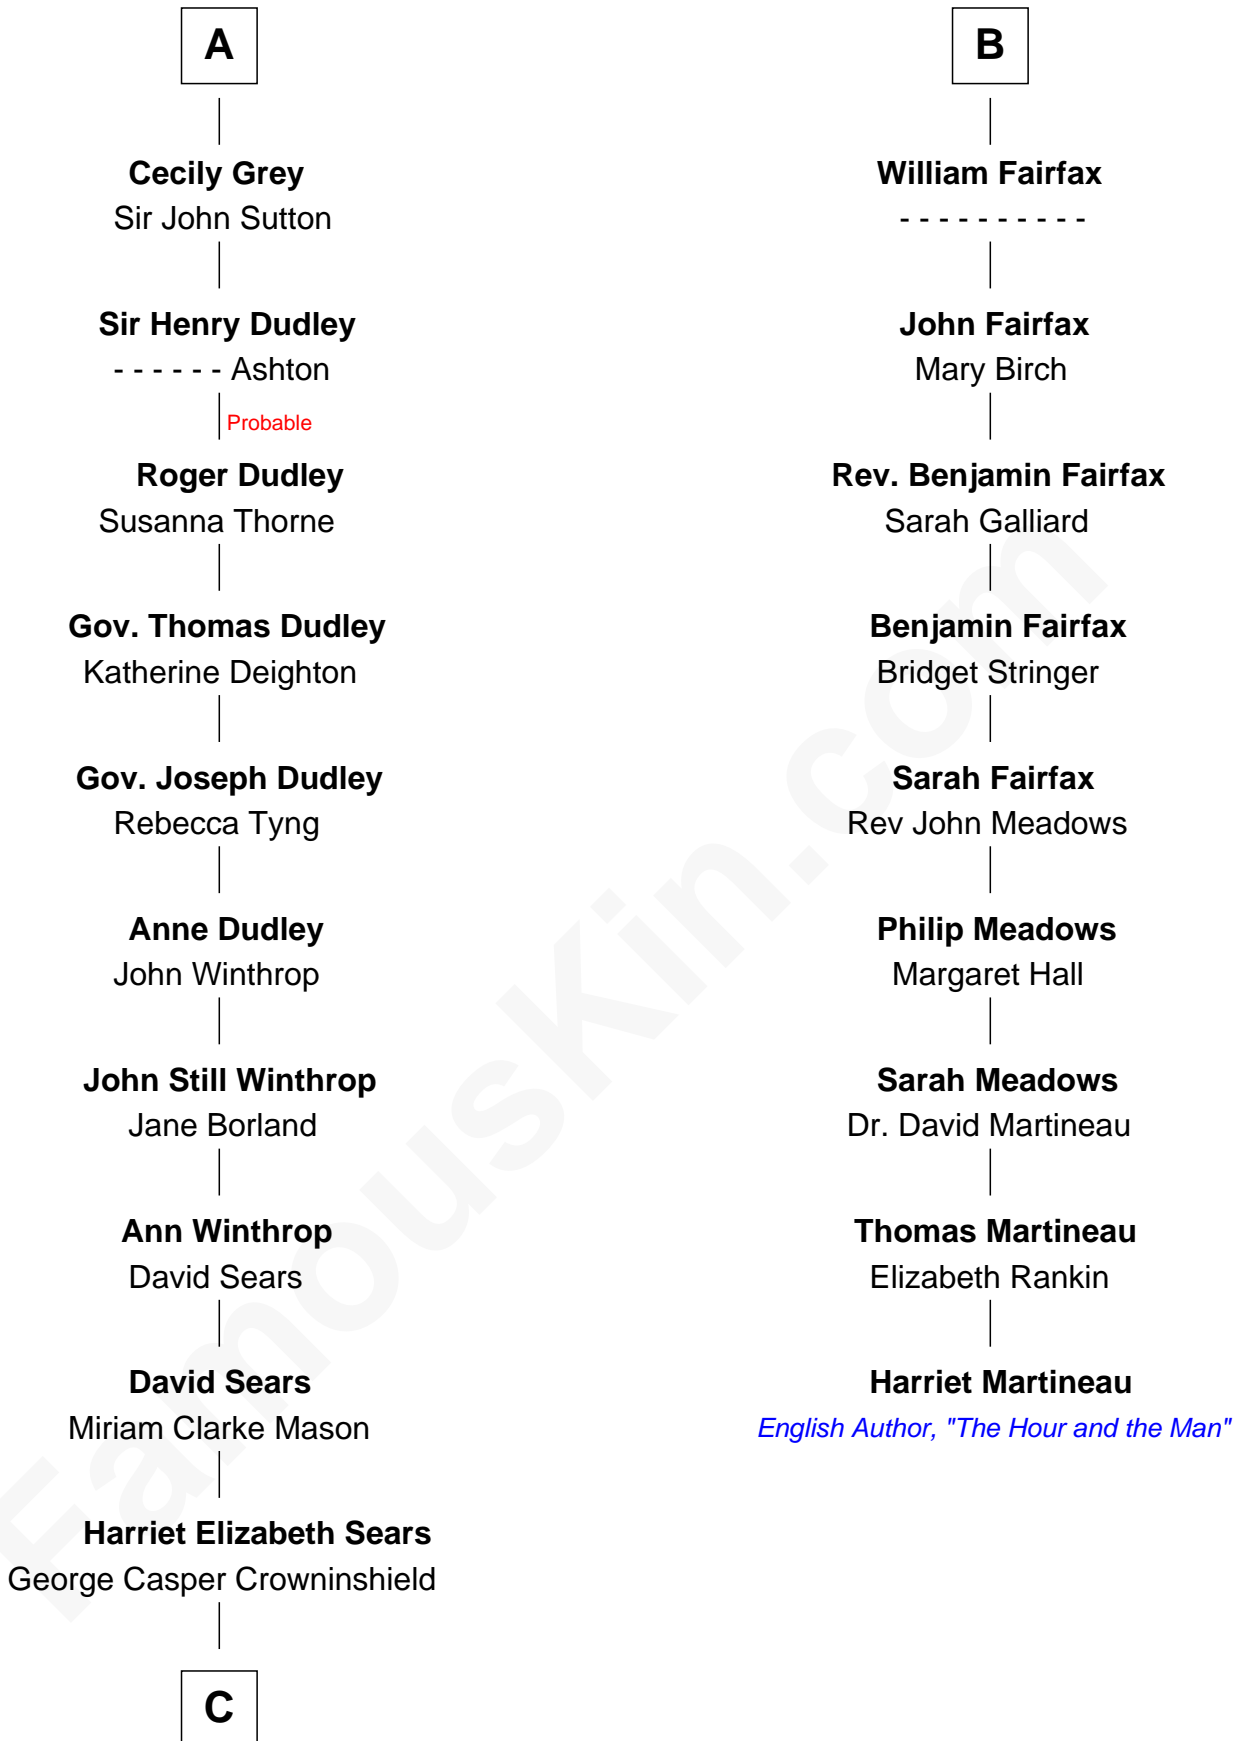 A
Cecily Grey
Sir John Sutton
Sir Henry Dudley
- - - - - - Ashton
Probable
Roger Dudley
Susanna Thorne
Gov. Thomas Dudley
Katherine Deighton
Gov. Joseph Dudley
Rebecca Tyng
Anne Dudley
John Winthrop
John Still Winthrop
Jane Borland
Ann Winthrop
David Sears
David Sears
Miriam Clarke Mason
Harriet Elizabeth Sears
George Casper Crowninshield
C
B
William Fairfax
- - - - - - - - - -
John Fairfax
Mary Birch
Rev. Benjamin Fairfax
Sarah Galliard
Benjamin Fairfax
Bridget Stringer
Sarah Fairfax
Rev John Meadows
Philip Meadows
Margaret Hall
Sarah Meadows
Dr. David Martineau
Thomas Martineau
Elizabeth Rankin
Harriet Martineau
English Author, "The Hour and the Man"
FamousKin.com